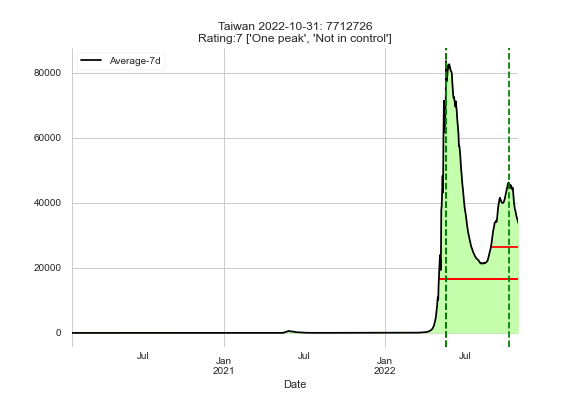 Taiwan 2022-10-31: 7712726
Rating:7 ['One peak', 'Not in control']
Average-7d
80000
60000
40000
20000
0
Jul
Jan
2021
Jul
Jan
2022
Jul
Date